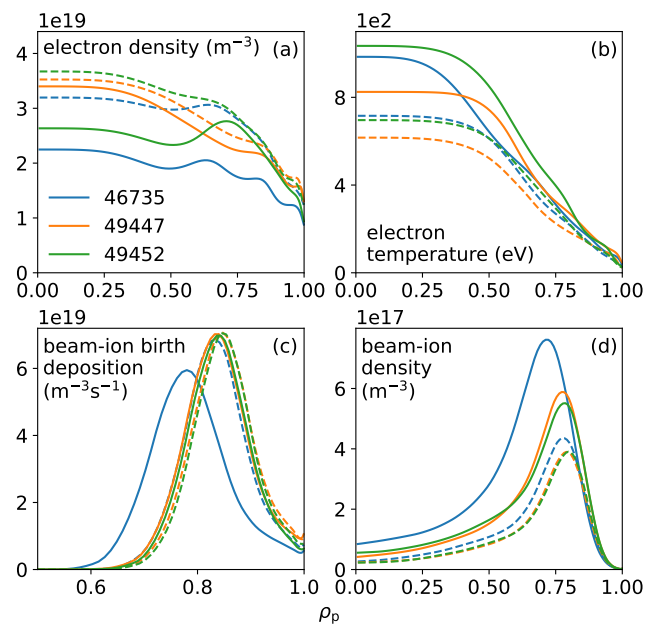 1e19
electron density (m⁻³) (a)
4
3
2
1
0
46735
49447
49452
0.00 0.25 0.50 0.75 1.00
1e2
(b)
8
4
0
electron
temperature (eV)
0.00 0.25 0.50 0.75 1.00
1e19
beam-ion birth (c)
deposition
(m⁻³s⁻¹)
6
4
2
0
0.6 0.8 1.0
1e17
beam-ion (d)
density
(m⁻³)
7
4
2
0
0.00 0.25 0.50 0.75 1.00
ρₚ